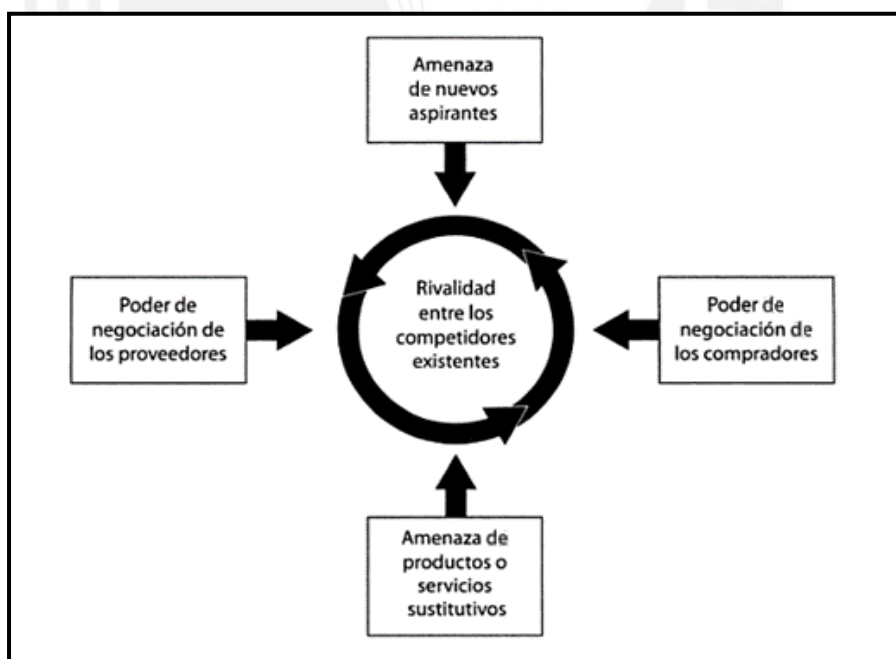 Amenaza
de nuevos
aspirantes
Poder de
negociación de
los proveedores
Rivalidad
entre los
competidores
existentes
Poder de
negociación de
los compradores
Amenaza de
productos o
servicios
sustitutivos